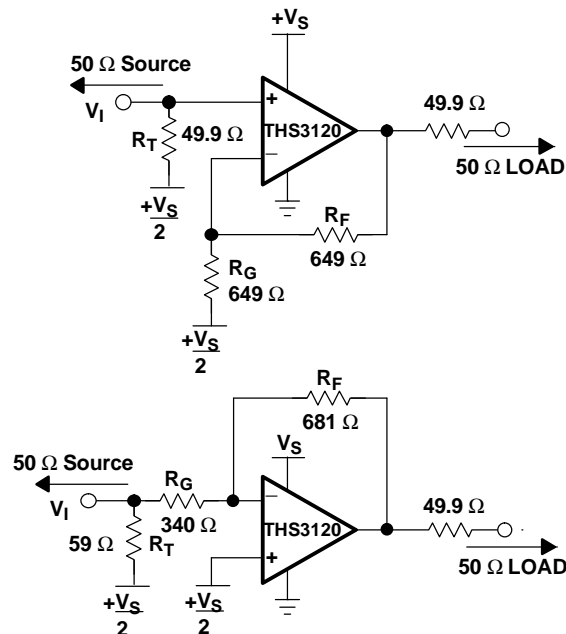 +VS
50 Ω Source
VI
+
THS3120
−
49.9 Ω
RT
49.9 Ω
50 Ω LOAD
+VS
2
RF
649 Ω
RG
649 Ω
+VS
2
RF
681 Ω
VS
50 Ω Source
RG
VI
340 Ω
−
THS3120
+
49.9 Ω
59 Ω
RT
50 Ω LOAD
+VS
2
+VS
2